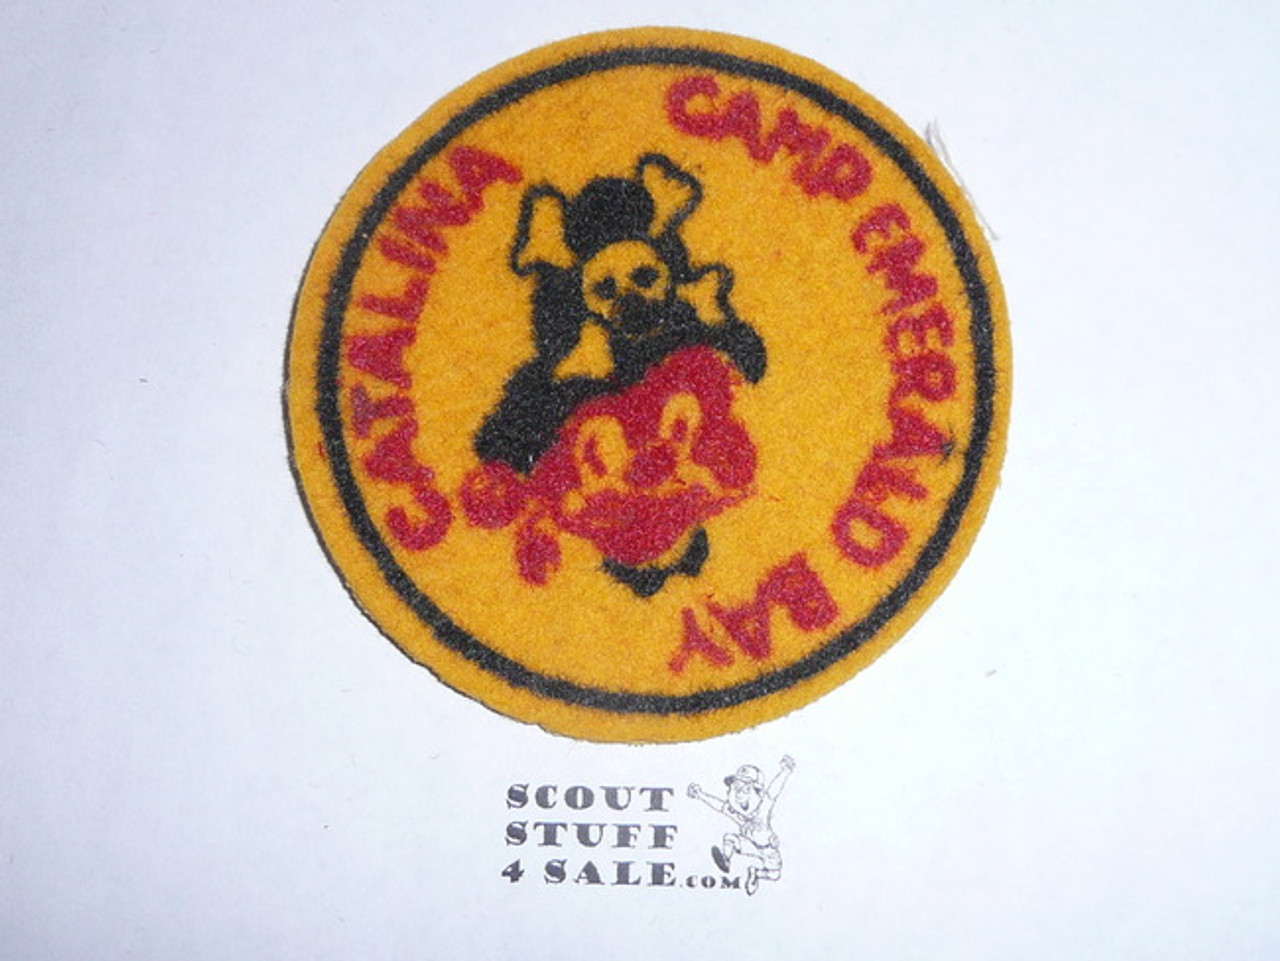 CATALINA
CAMP EMERALD BAY
SCOUT
STUFF
4 SALE.COM